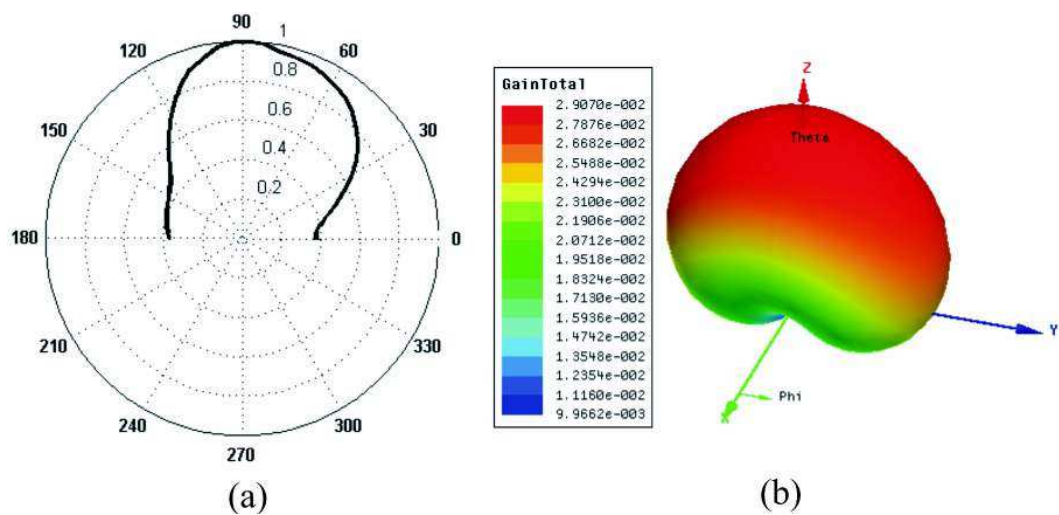 90
1
120
60
0.8
0.6
150
30
0.4
0.2
180
0
210
330
240
300
270
(a)
GainTotal
2.9070e-002
2.7876e-002
2.6682e-002
2.5488e-002
2.4294e-002
2.3100e-002
2.1906e-002
2.0712e-002
1.9518e-002
1.8324e-002
1.7130e-002
1.5936e-002
1.4742e-002
1.3548e-002
1.2354e-002
1.1160e-002
9.9662e-003
Z
Theta
Y
Phi
X
(b)